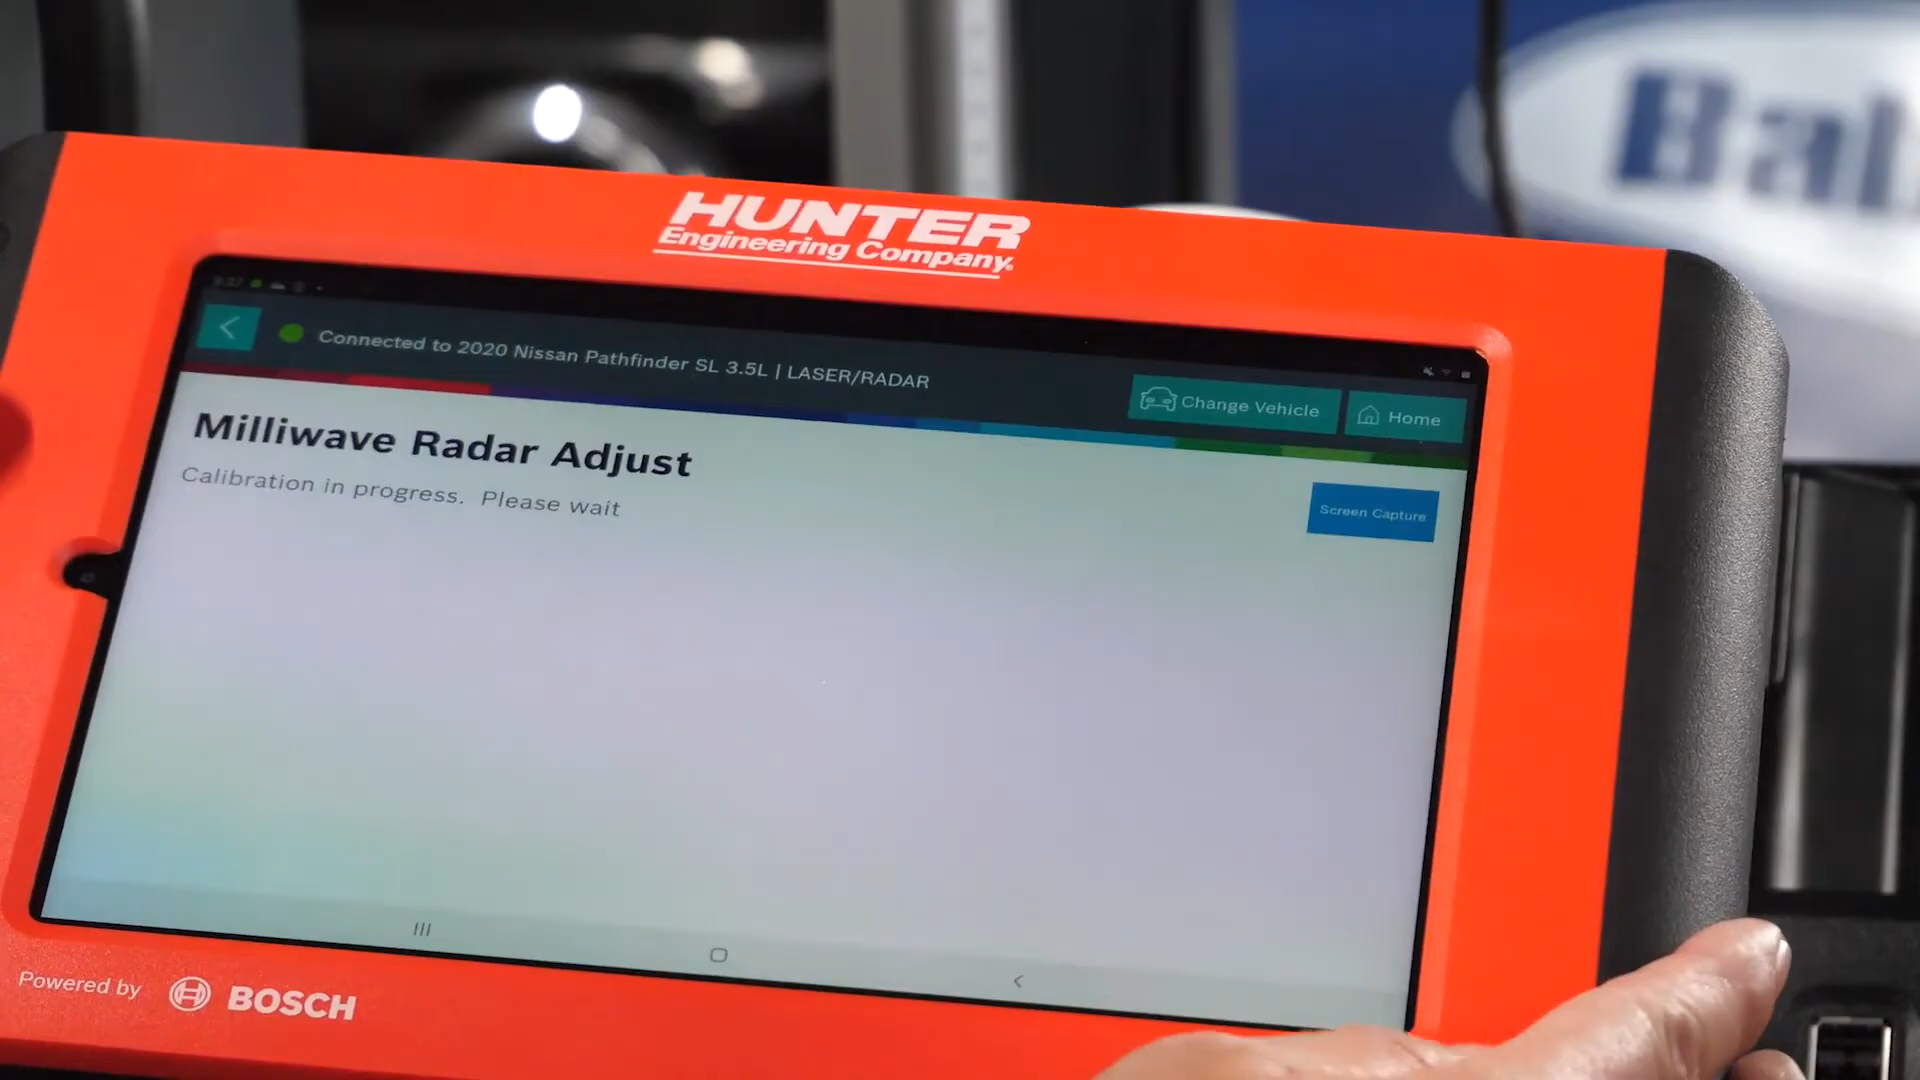 Bal
HUNTER
Engineering Company
Connected to 2020 Nissan Pathfinder SL 3.5L | LASER/RADAR
Change Vehicle
Home
Milliwave Radar Adjust
Calibration in progress. Please wait
Screen Capture
Powered by
BOSCH